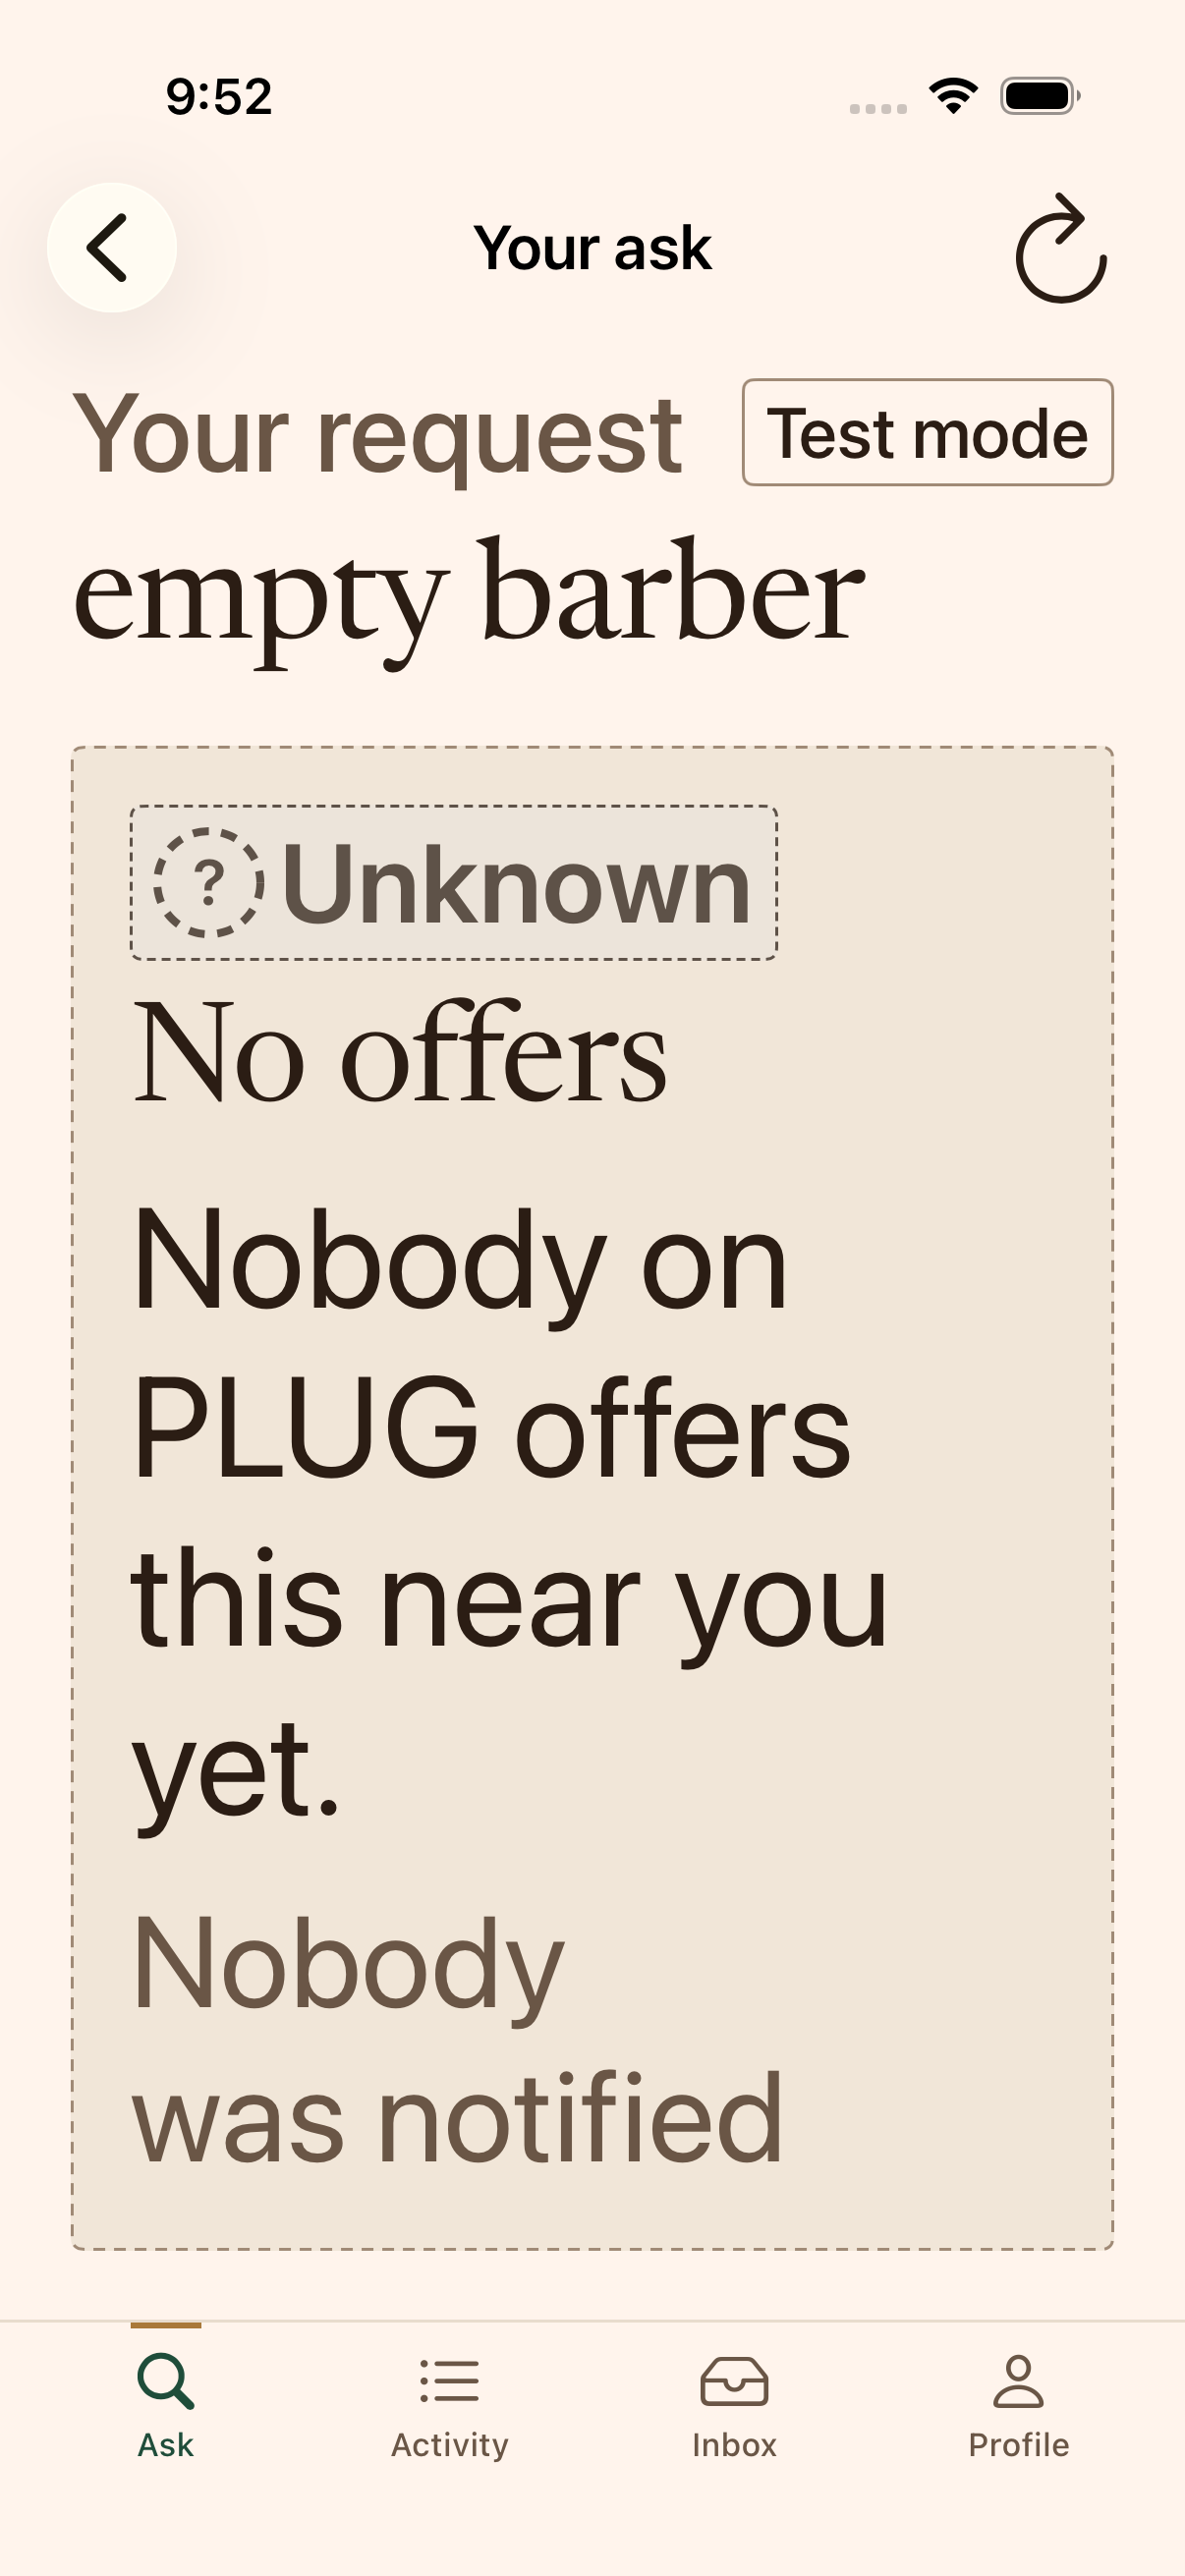 9:52
Your ask
Your request
Test mode
empty barber
? Unknown
No offers
Nobody on
PLUG offers
this near you
yet.
Nobody
was notified
Ask
Activity
Inbox
Profile